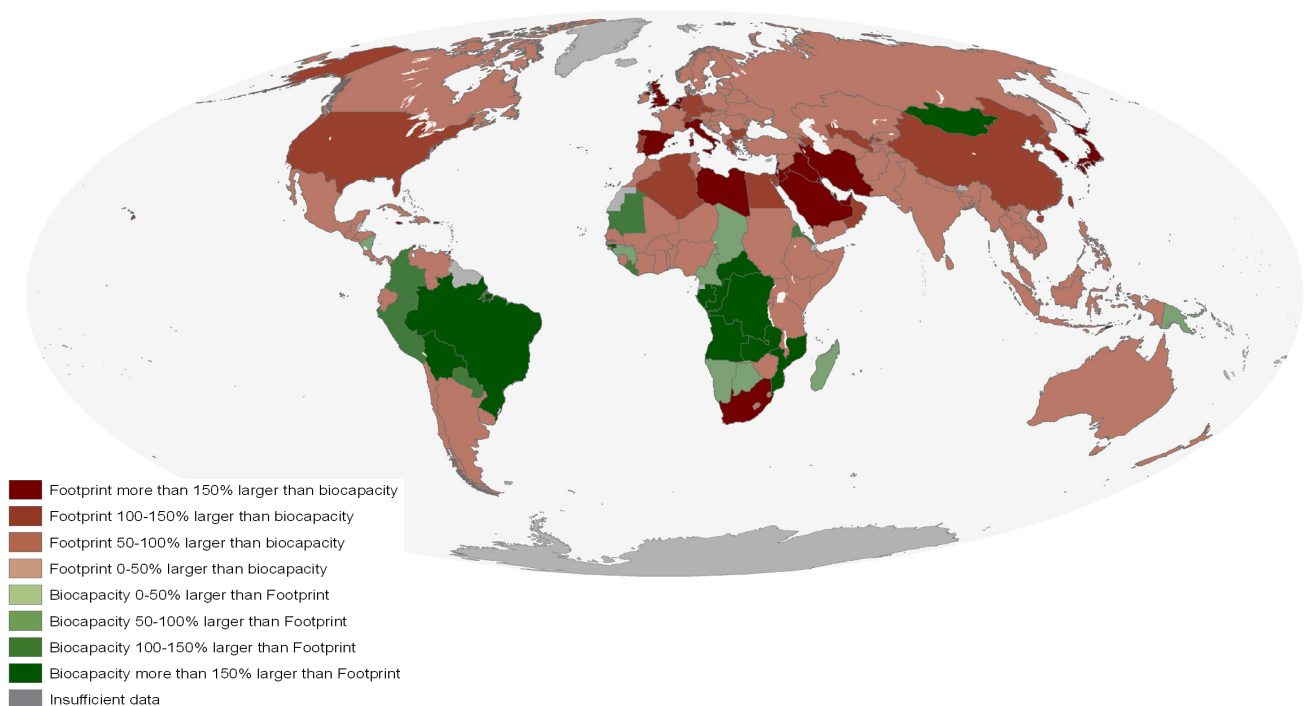 Footprint more than 150% larger than biocapacity
Footprint 100-150% larger than biocapacity
Footprint 50-100% larger than biocapacity
Footprint 0-50% larger than biocapacity
Biocapacity 0-50% larger than Footprint
Biocapacity 50-100% larger than Footprint
Biocapacity 100-150% larger than Footprint
Biocapacity more than 150% larger than Footprint
Insufficient data